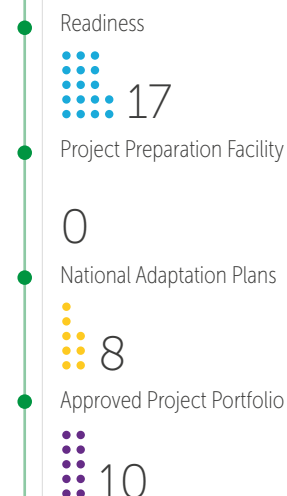 Readiness
17
Project Preparation Facility
0
National Adaptation Plans
8
Approved Project Portfolio
10